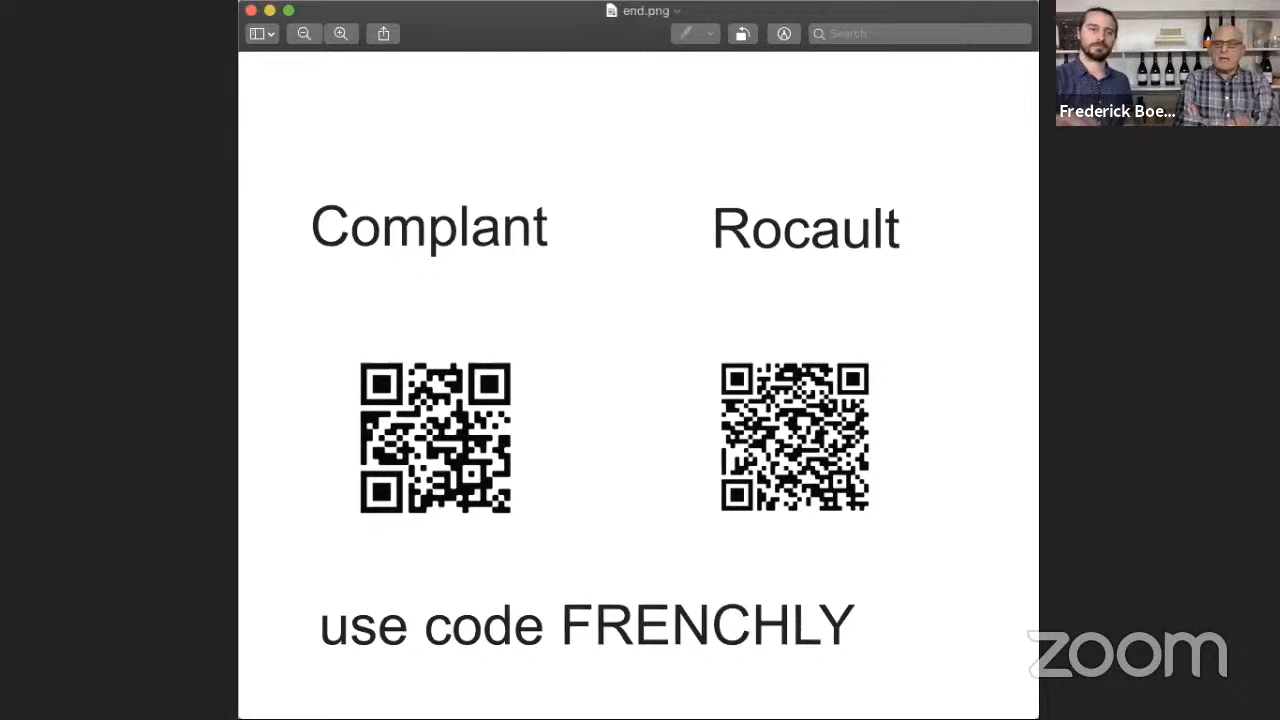 end.png
Search
Frederick Boe...
Complant
Rocault
use code FRENCHLY
zoom